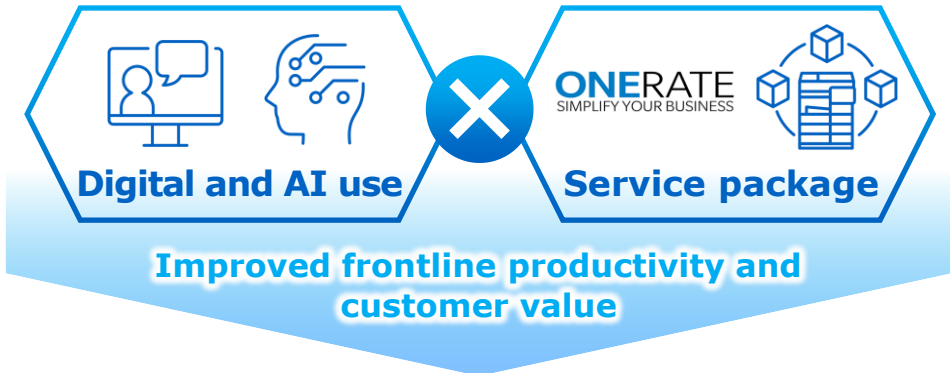 ONERATE
SIMPLIFY YOUR BUSINESS
Digital and AI use
Service package
Improved frontline productivity and
customer value